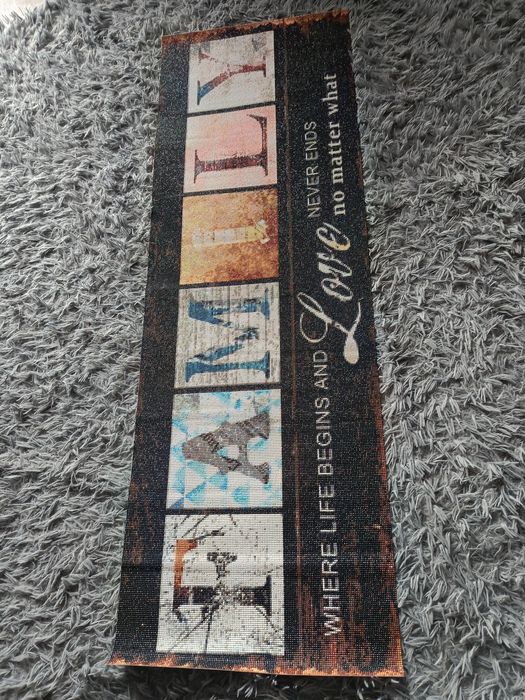 FAMILY
WHERE LIFE BEGINS AND Love NEVER ENDS
no matter what